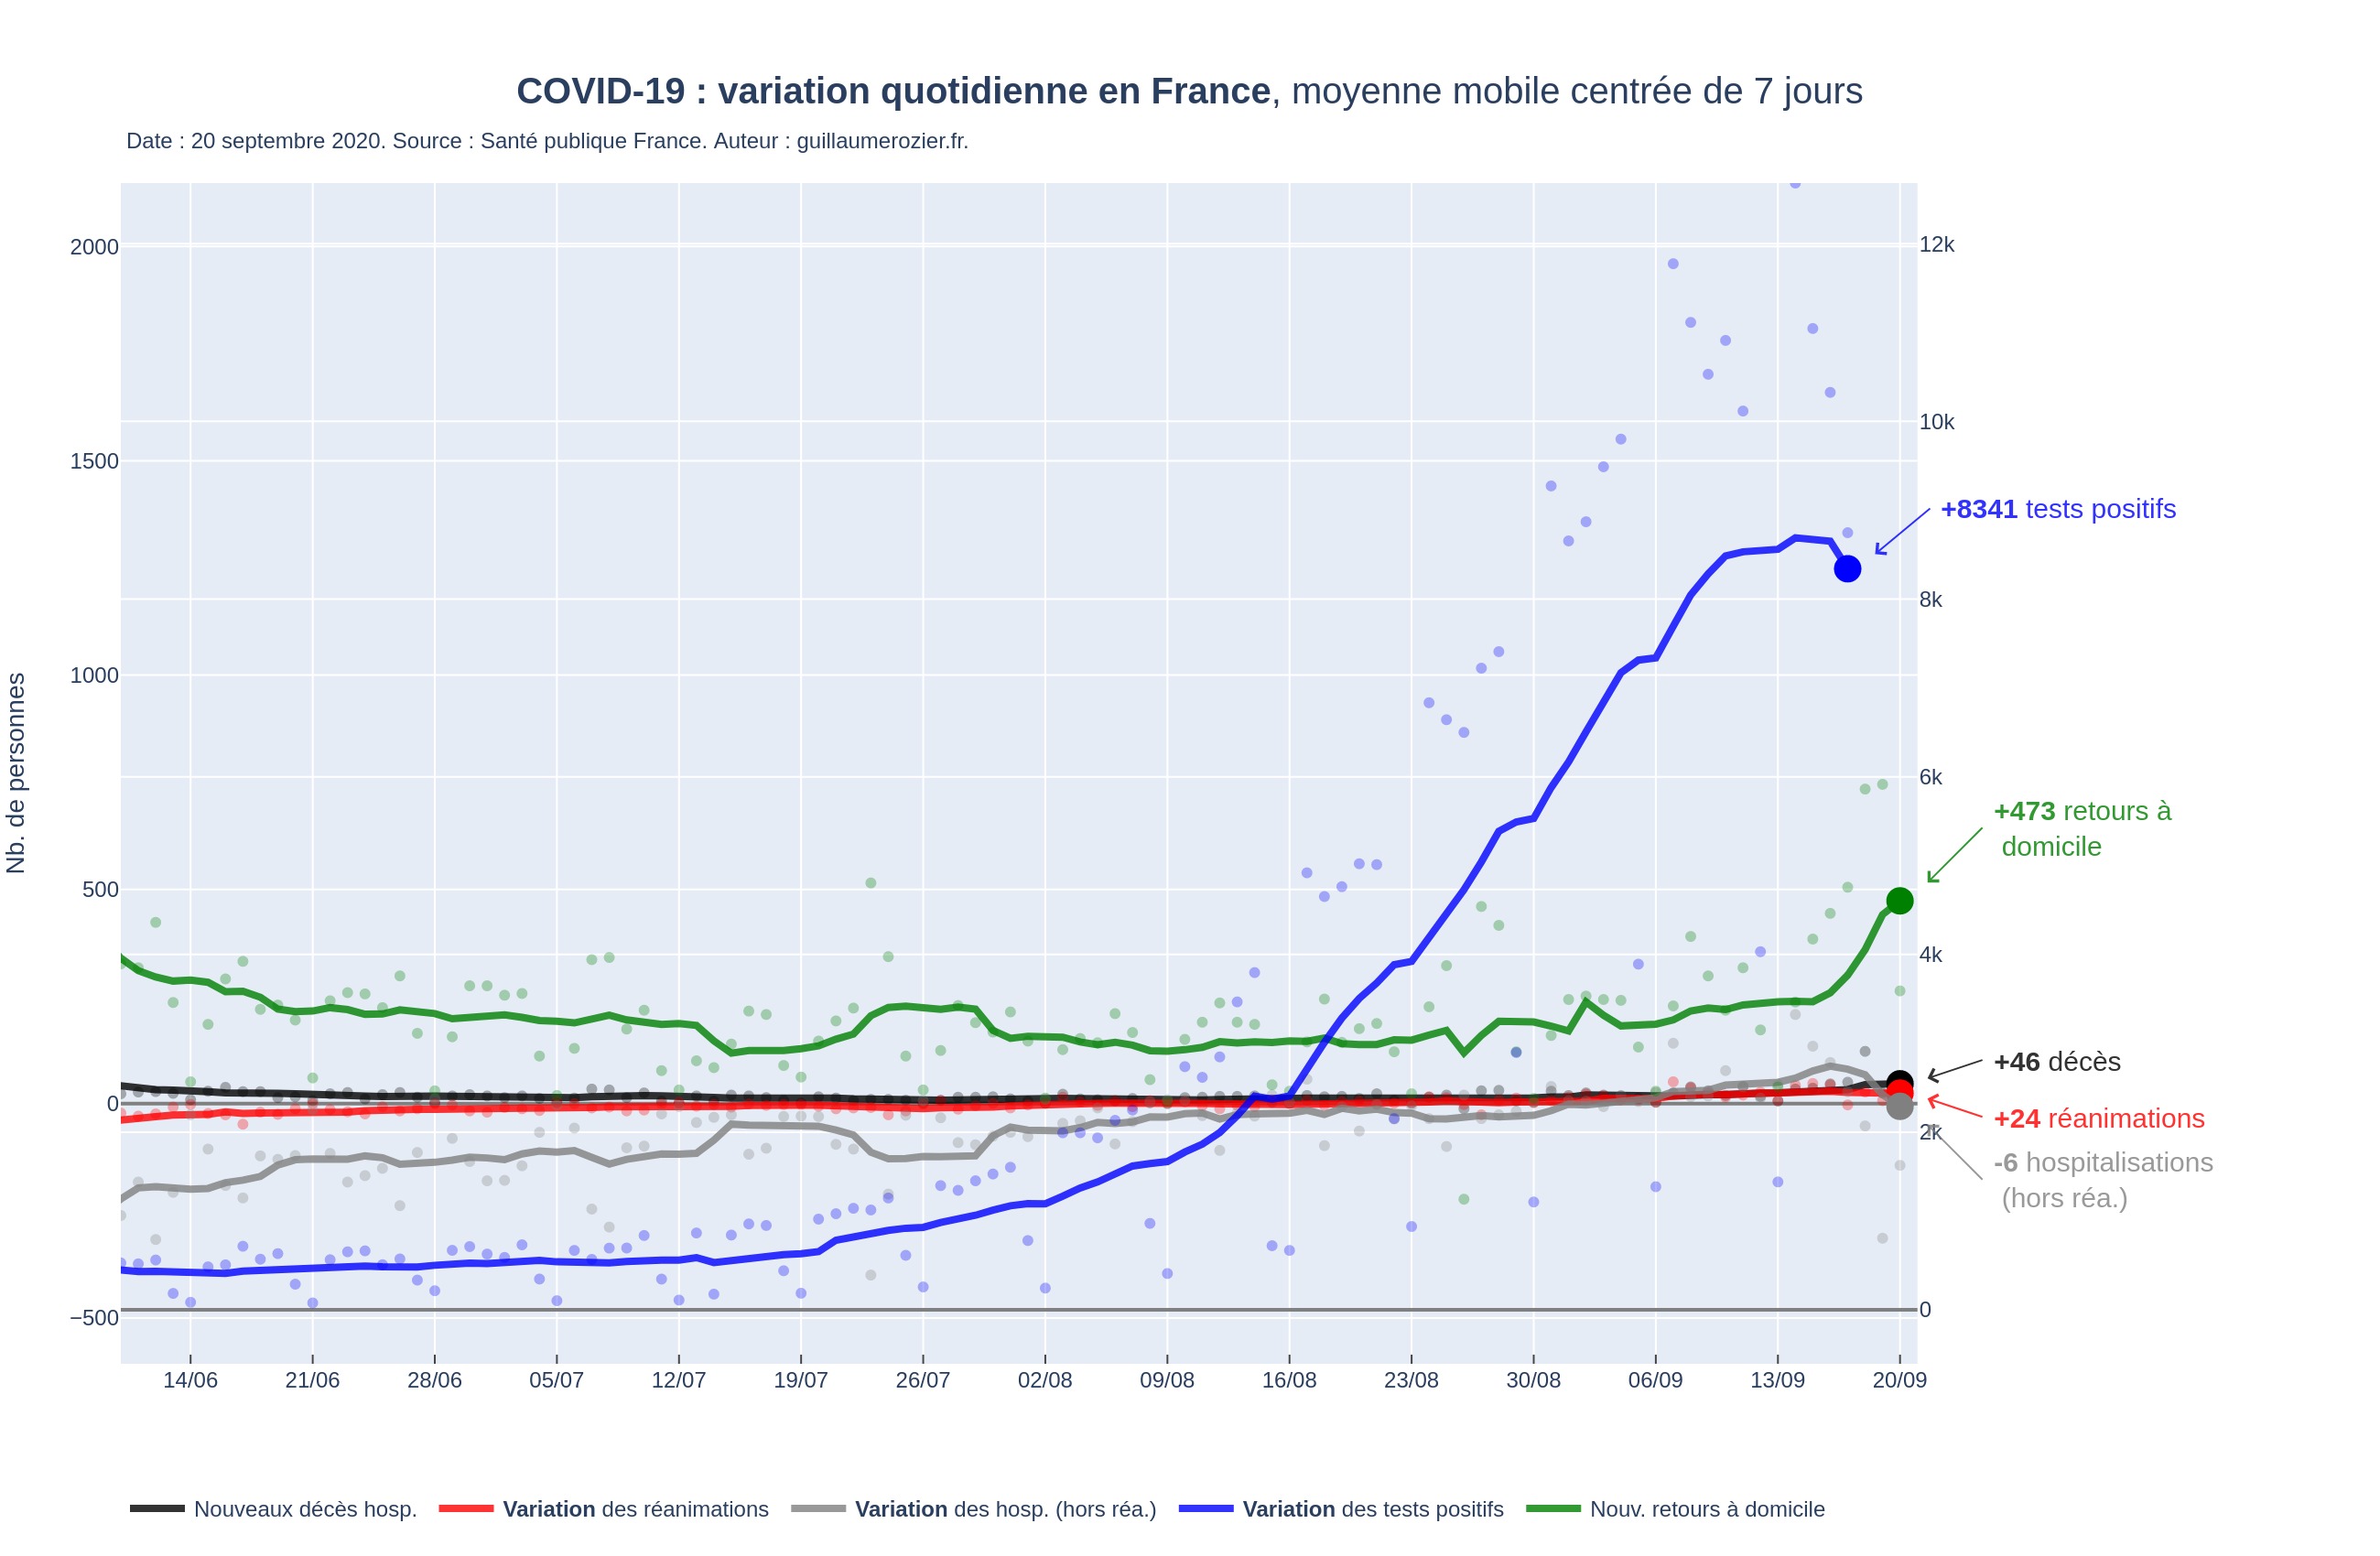 COVID-19 : variation quotidienne en France, moyenne mobile centrée de 7 jours
Date : 20 septembre 2020. Source : Santé publique France. Auteur : guillaumerozier.fr.
Nb. de personnes
2000
1500
1000
500
0
−500
12k
10k
8k
6k
4k
2k
0
+8341 tests positifs
+473 retours à
domicile
+46 décès
+24 réanimations
-6 hospitalisations
(hors réa.)
14/06 21/06 28/06 05/07 12/07 19/07 26/07 02/08 09/08 16/08 23/08 30/08 06/09 13/09 20/09
Nouveaux décès hosp. Variation des réanimations Variation des hosp. (hors réa.) Variation des tests positifs Nouv. retours à domicile